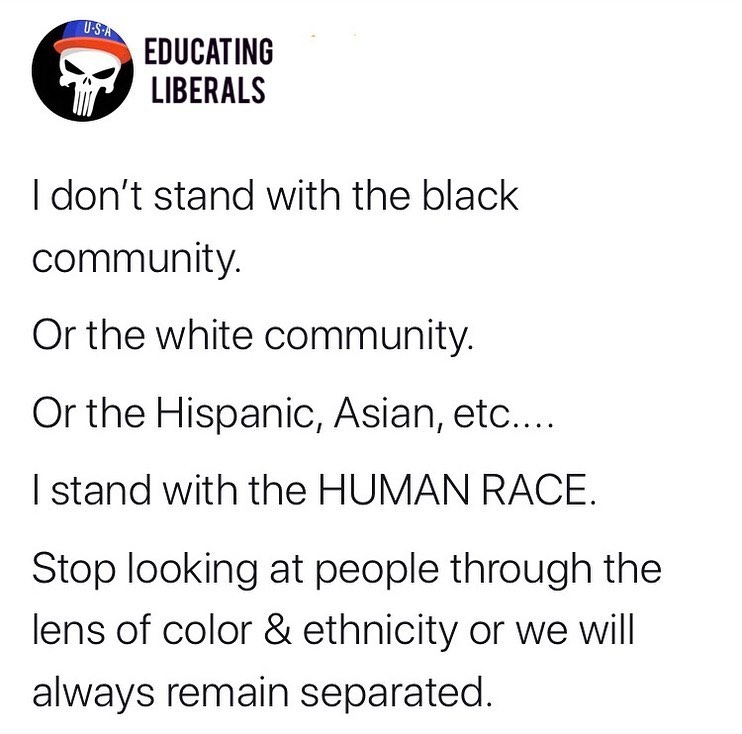 U·S·A
EDUCATING
LIBERALS
I don’t stand with the black
community.
Or the white community.
Or the Hispanic, Asian, etc....
I stand with the HUMAN RACE.
Stop looking at people through the
lens of color & ethnicity or we will
always remain separated.